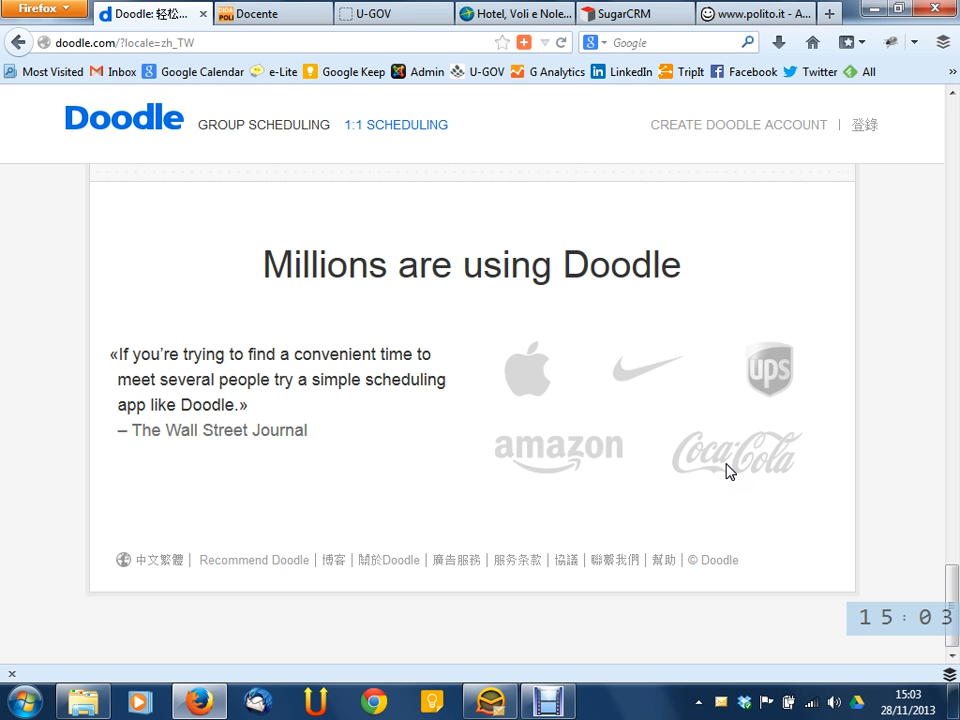 Firefox
Doodle: 轻松...
Docente
U-GOV
Hotel, Voli e Nole...
SugarCRM
www.polito.it - A...
doodle.com/?locale=zh_TW
Google
Most Visited
Inbox
Google Calendar
e-Lite
Google Keep
Admin
U-GOV
G Analytics
LinkedIn
TripIt
Facebook
Twitter
All
Doodle
GROUP SCHEDULING
1:1 SCHEDULING
CREATE DOODLE ACCOUNT | 登錄
Millions are using Doodle
«If you're trying to find a convenient time to
meet several people try a simple scheduling
app like Doodle.»
– The Wall Street Journal
ups
amazon
Coca-Cola
中文繁體 | Recommend Doodle | 博客 | 關於Doodle | 廣告服務 | 服务条款 | 協議 | 聯繫我們 | 幫助 | © Doodle
15:03
15:03
28/11/2013